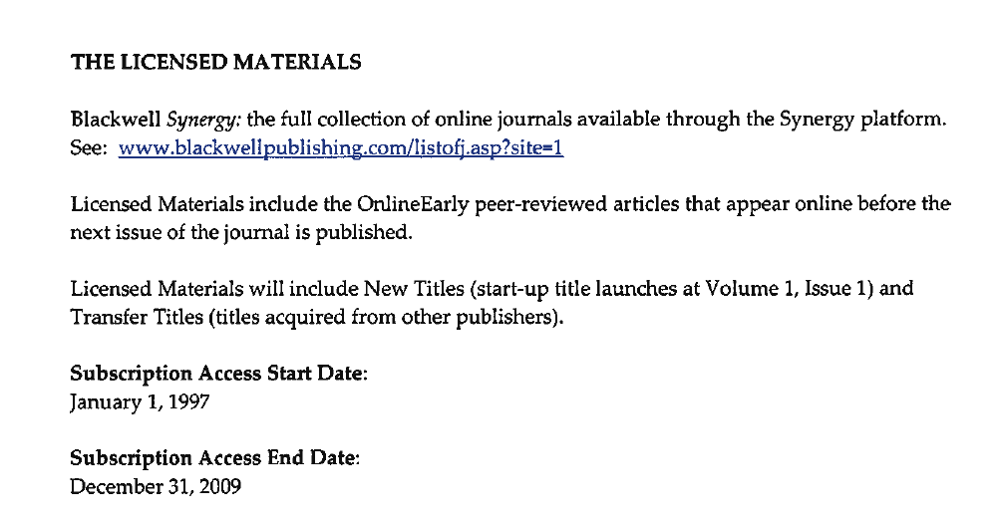 THE LICENSED MATERIALS
Blackwell Synergy: the full collection of online journals available through the Synergy platform.
See: www.blackwellpublishing.com/listofj.asp?site=1
Licensed Materials include the OnlineEarly peer-reviewed articles that appear online before the
next issue of the journal is published.
Licensed Materials will include New Titles (start-up title launches at Volume 1, Issue 1) and
Transfer Titles (titles acquired from other publishers).
Subscription Access Start Date:
January 1, 1997
Subscription Access End Date:
December 31, 2009